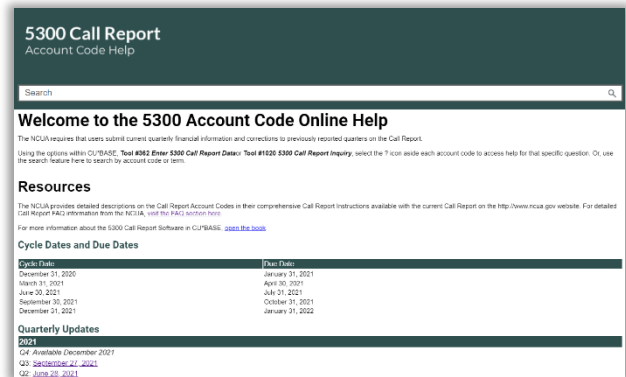 5300 Call Report
Account Code Help
Search
Welcome to the 5300 Account Code Online Help
The NCUA requires that users submit current quarterly financial information and corrections to previously reported quarters on the Call Report.
Using the options within CU*BASE, Tool #362 Enter 5300 Call Report Dataor Tool #1020 5300 Call Report Inquiry, select the ? icon aside each account code to access help for that specific question. Or, use
the search feature here to search by account code or term.
Resources
The NCUA provides detailed descriptions on the Call Report Account Codes in their comprehensive Call Report Instructions available with the current Call Report on the http://www.ncua.gov website. For detailed
Call Report FAQ information from the NCUA, visit the FAQ section here.
For more information about the 5300 Call Report Software in CU*BASE, open the book.
Cycle Dates and Due Dates
Cycle Date Due Date
December 31, 2020 January 31, 2021
March 31, 2021 April 30, 2021
June 30, 2021 July 31, 2021
September 30, 2021 October 31, 2021
December 31, 2021 January 31, 2022
Quarterly Updates
2021
Q4: Available December 2021
Q3: September 27, 2021
Q2: June 28, 2021